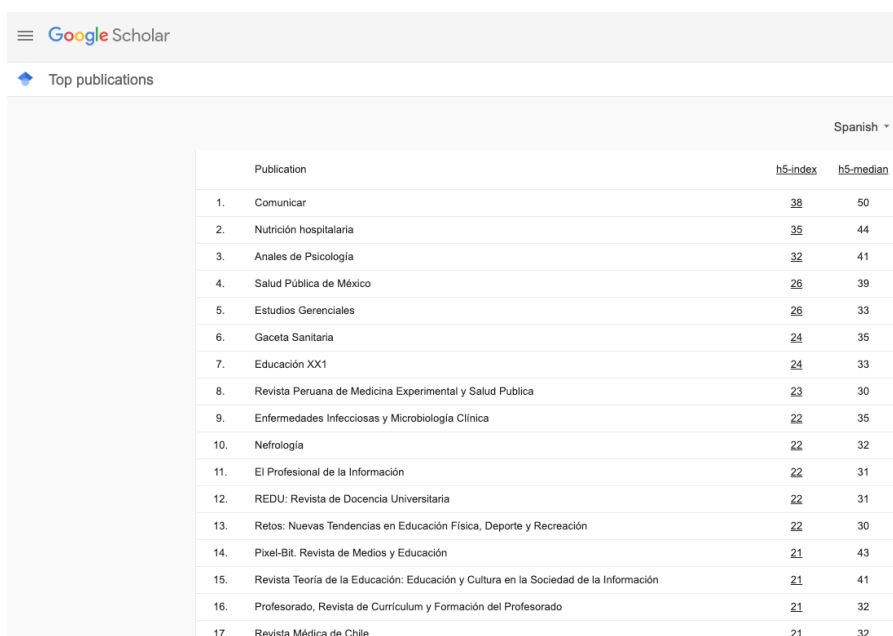 Google Scholar
Top publications
Spanish
Publication h5-index h5-median
1. Comunicar 38 50
2. Nutrición hospitalaria 35 44
3. Anales de Psicología 32 41
4. Salud Pública de México 26 39
5. Estudios Gerenciales 26 33
6. Gaceta Sanitaria 24 35
7. Educación XX1 24 33
8. Revista Peruana de Medicina Experimental y Salud Publica 23 30
9. Enfermedades Infecciosas y Microbiología Clínica 22 35
10. Nefrología 22 32
11. El Profesional de la Información 22 31
12. REDU: Revista de Docencia Universitaria 22 31
13. Retos: Nuevas Tendencias en Educación Física, Deporte y Recreación 22 30
14. Pixel-Bit. Revista de Medios y Educación 21 43
15. Revista Teoría de la Educación: Educación y Cultura en la Sociedad de la Información 21 41
16. Profesorado, Revista de Currículum y Formación del Profesorado 21 32
17. Revista Médica de Chile 21 32